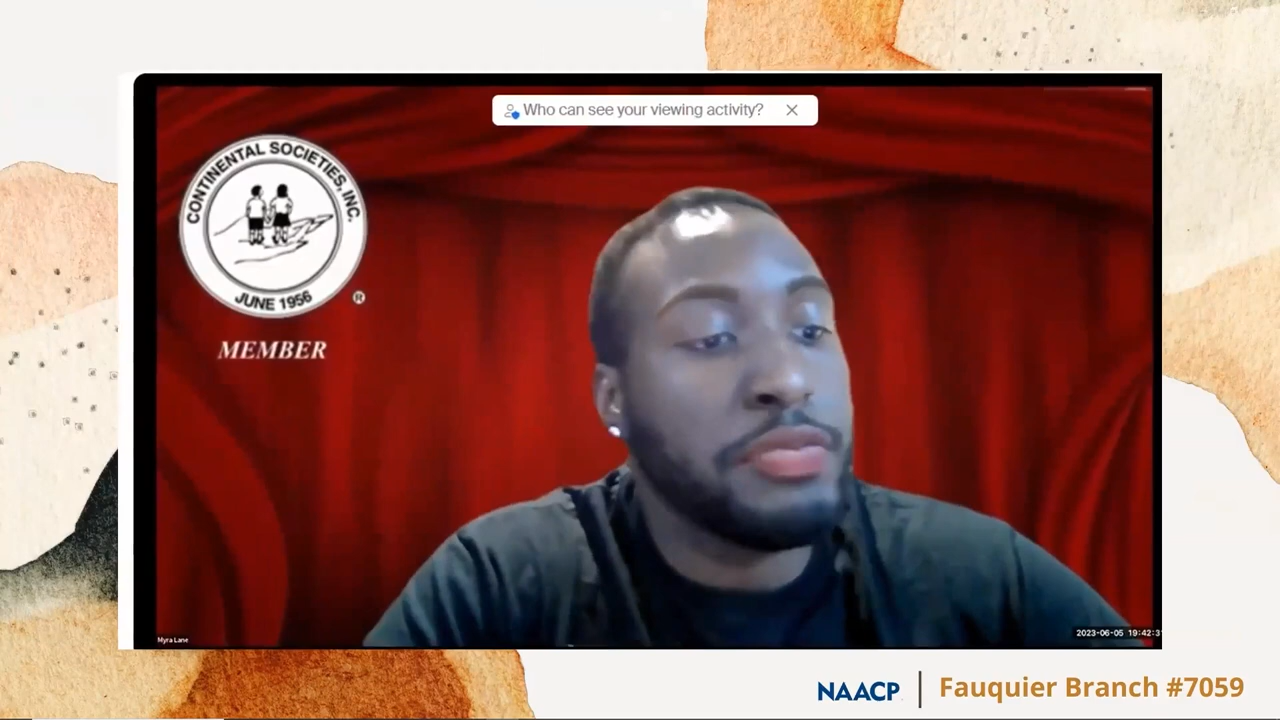 Who can see your viewing activity?
CONTINENTAL SOCIETIES, INC.
JUNE 1956
®
MEMBER
Myra Lane
2023-06-05 19:42:3
NAACP
Fauquier Branch #7059